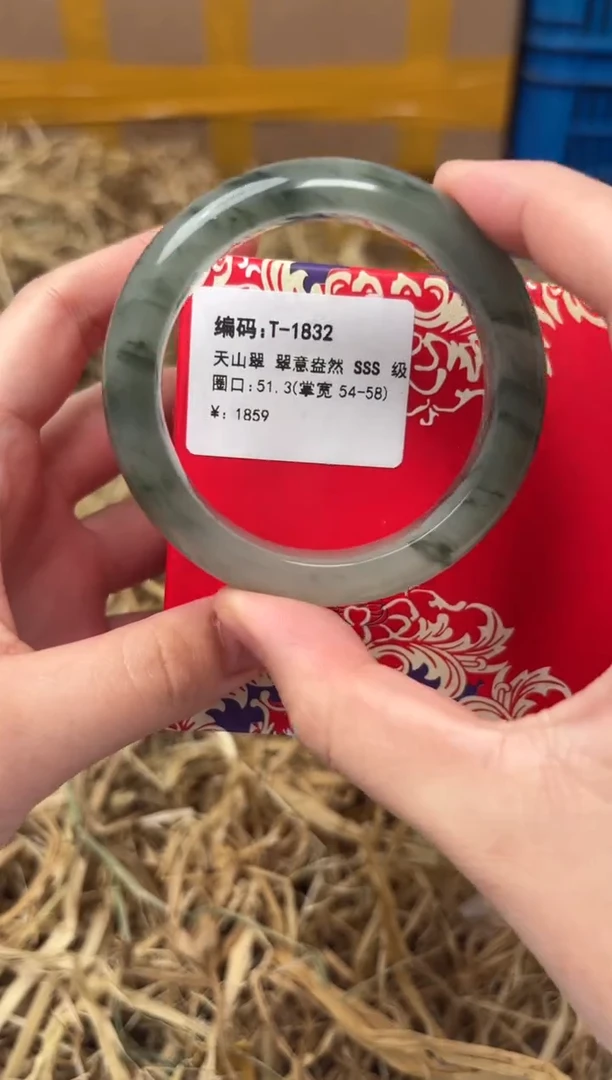 编码:T-1832
天山翠 翠意盎然 SSS 级
圈口:51.3(掌宽 54-58)
¥: 1859